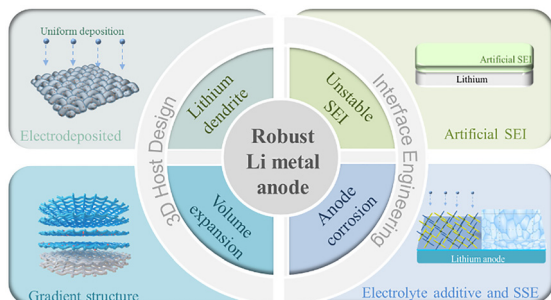 Uniform deposition
Electrodeposited
Lithium
dendrite
Unstable
SEI
Artificial SEI
Lithium
Artificial SEI
3D Host Design
Robust
Li metal
anode
Interface Engineering
Volume
expansion
Anode
corrosion
Gradient structure
Lithium anode
Electrolyte additive and SSE